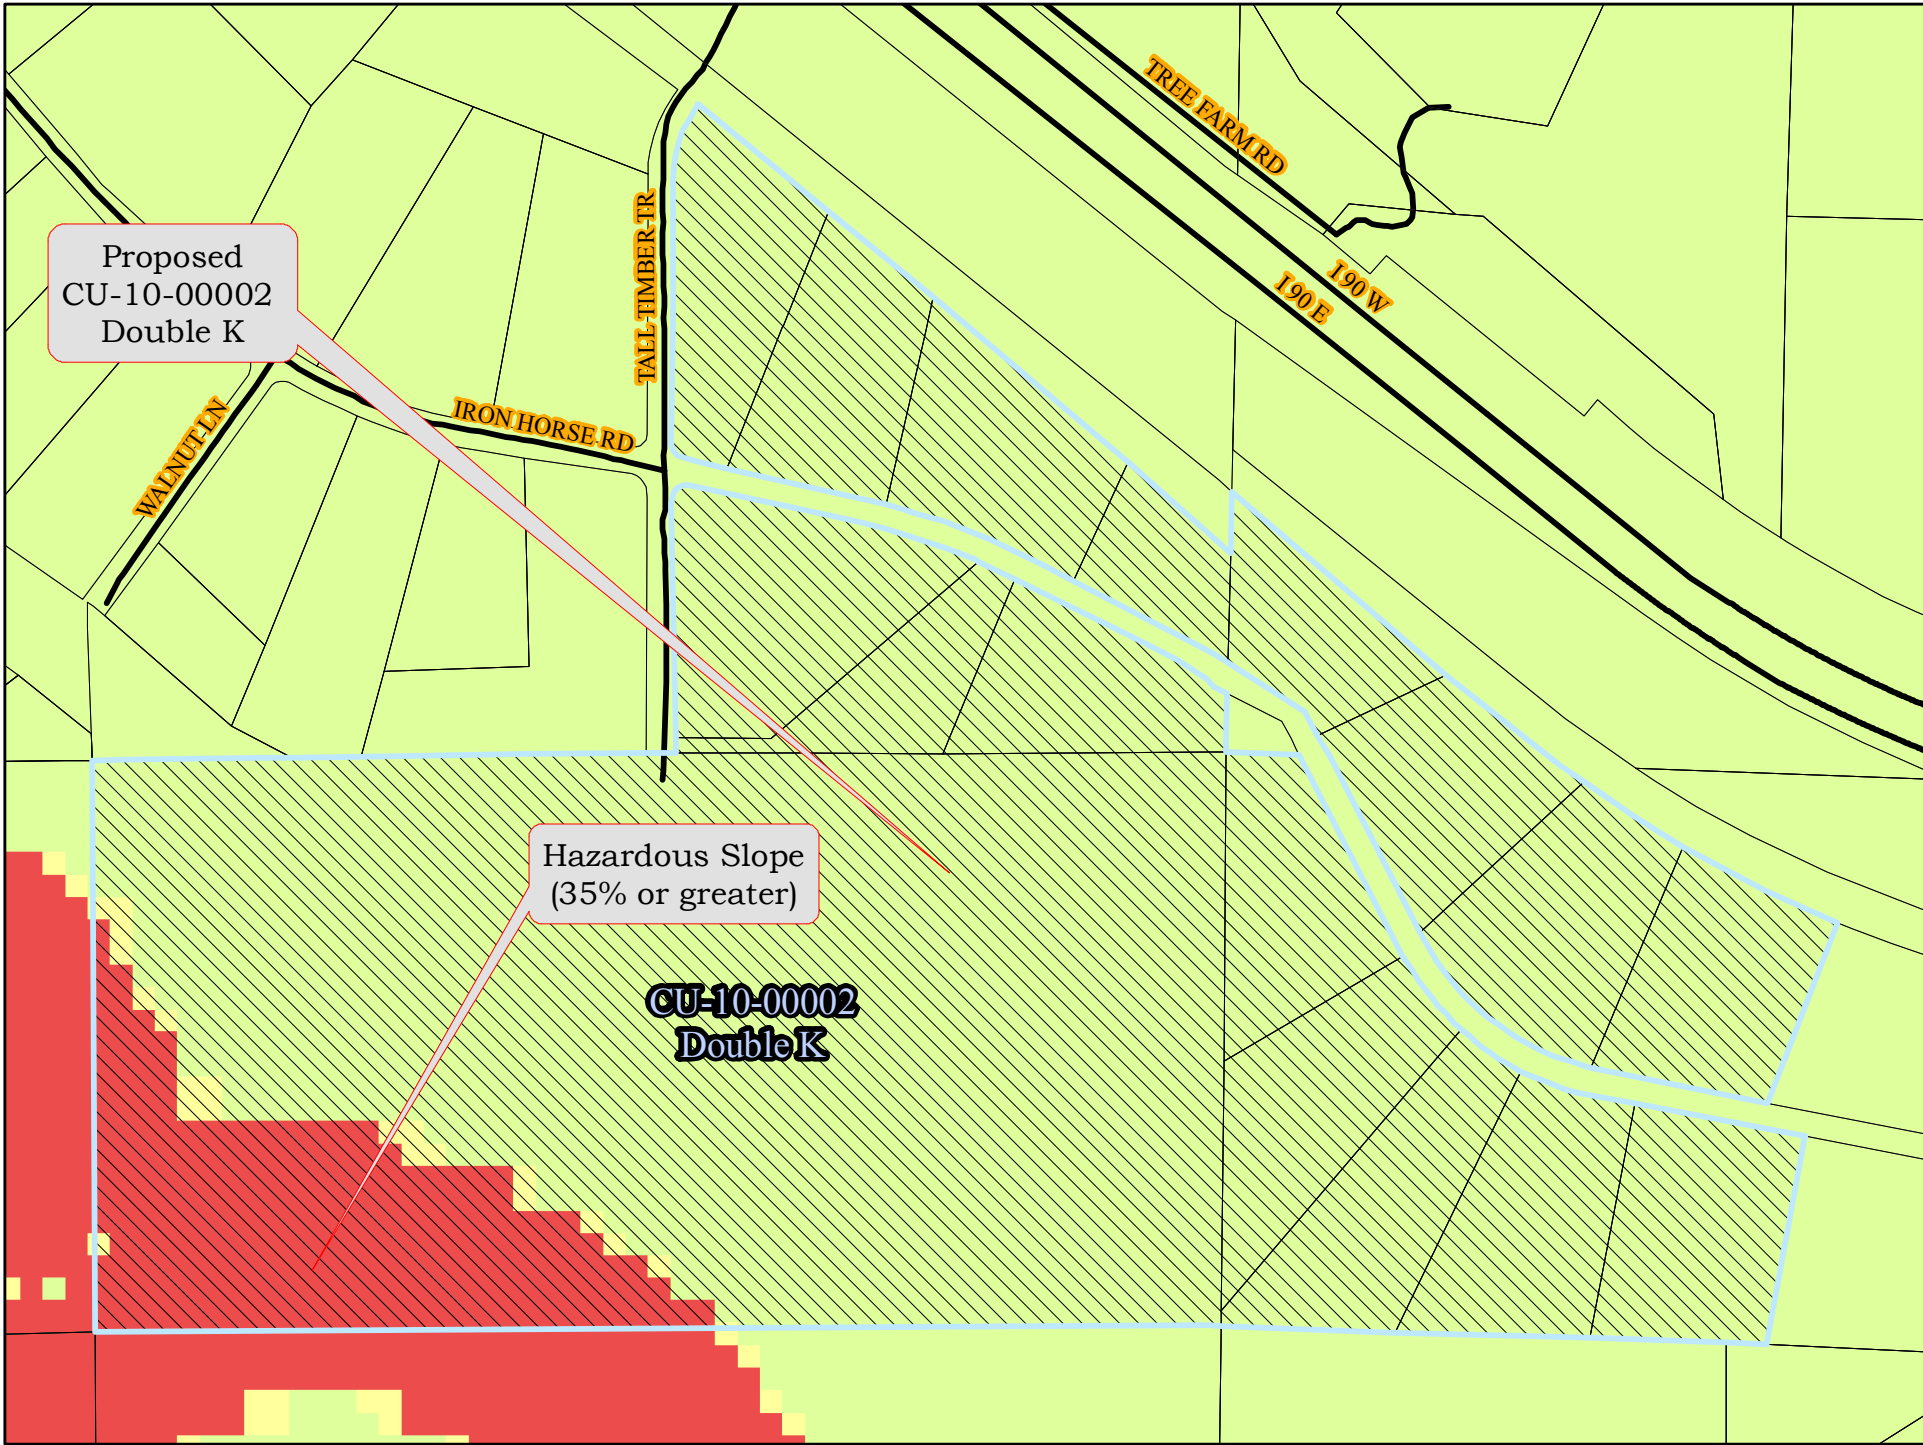 TREE FARM RD
TALL TIMBER TR
Proposed
CU-10-00002
Double K
I 90 W
I 90 E
IRON HORSE RD
WALNUT LN
Hazardous Slope
(35% or greater)
CU-10-00002
Double K